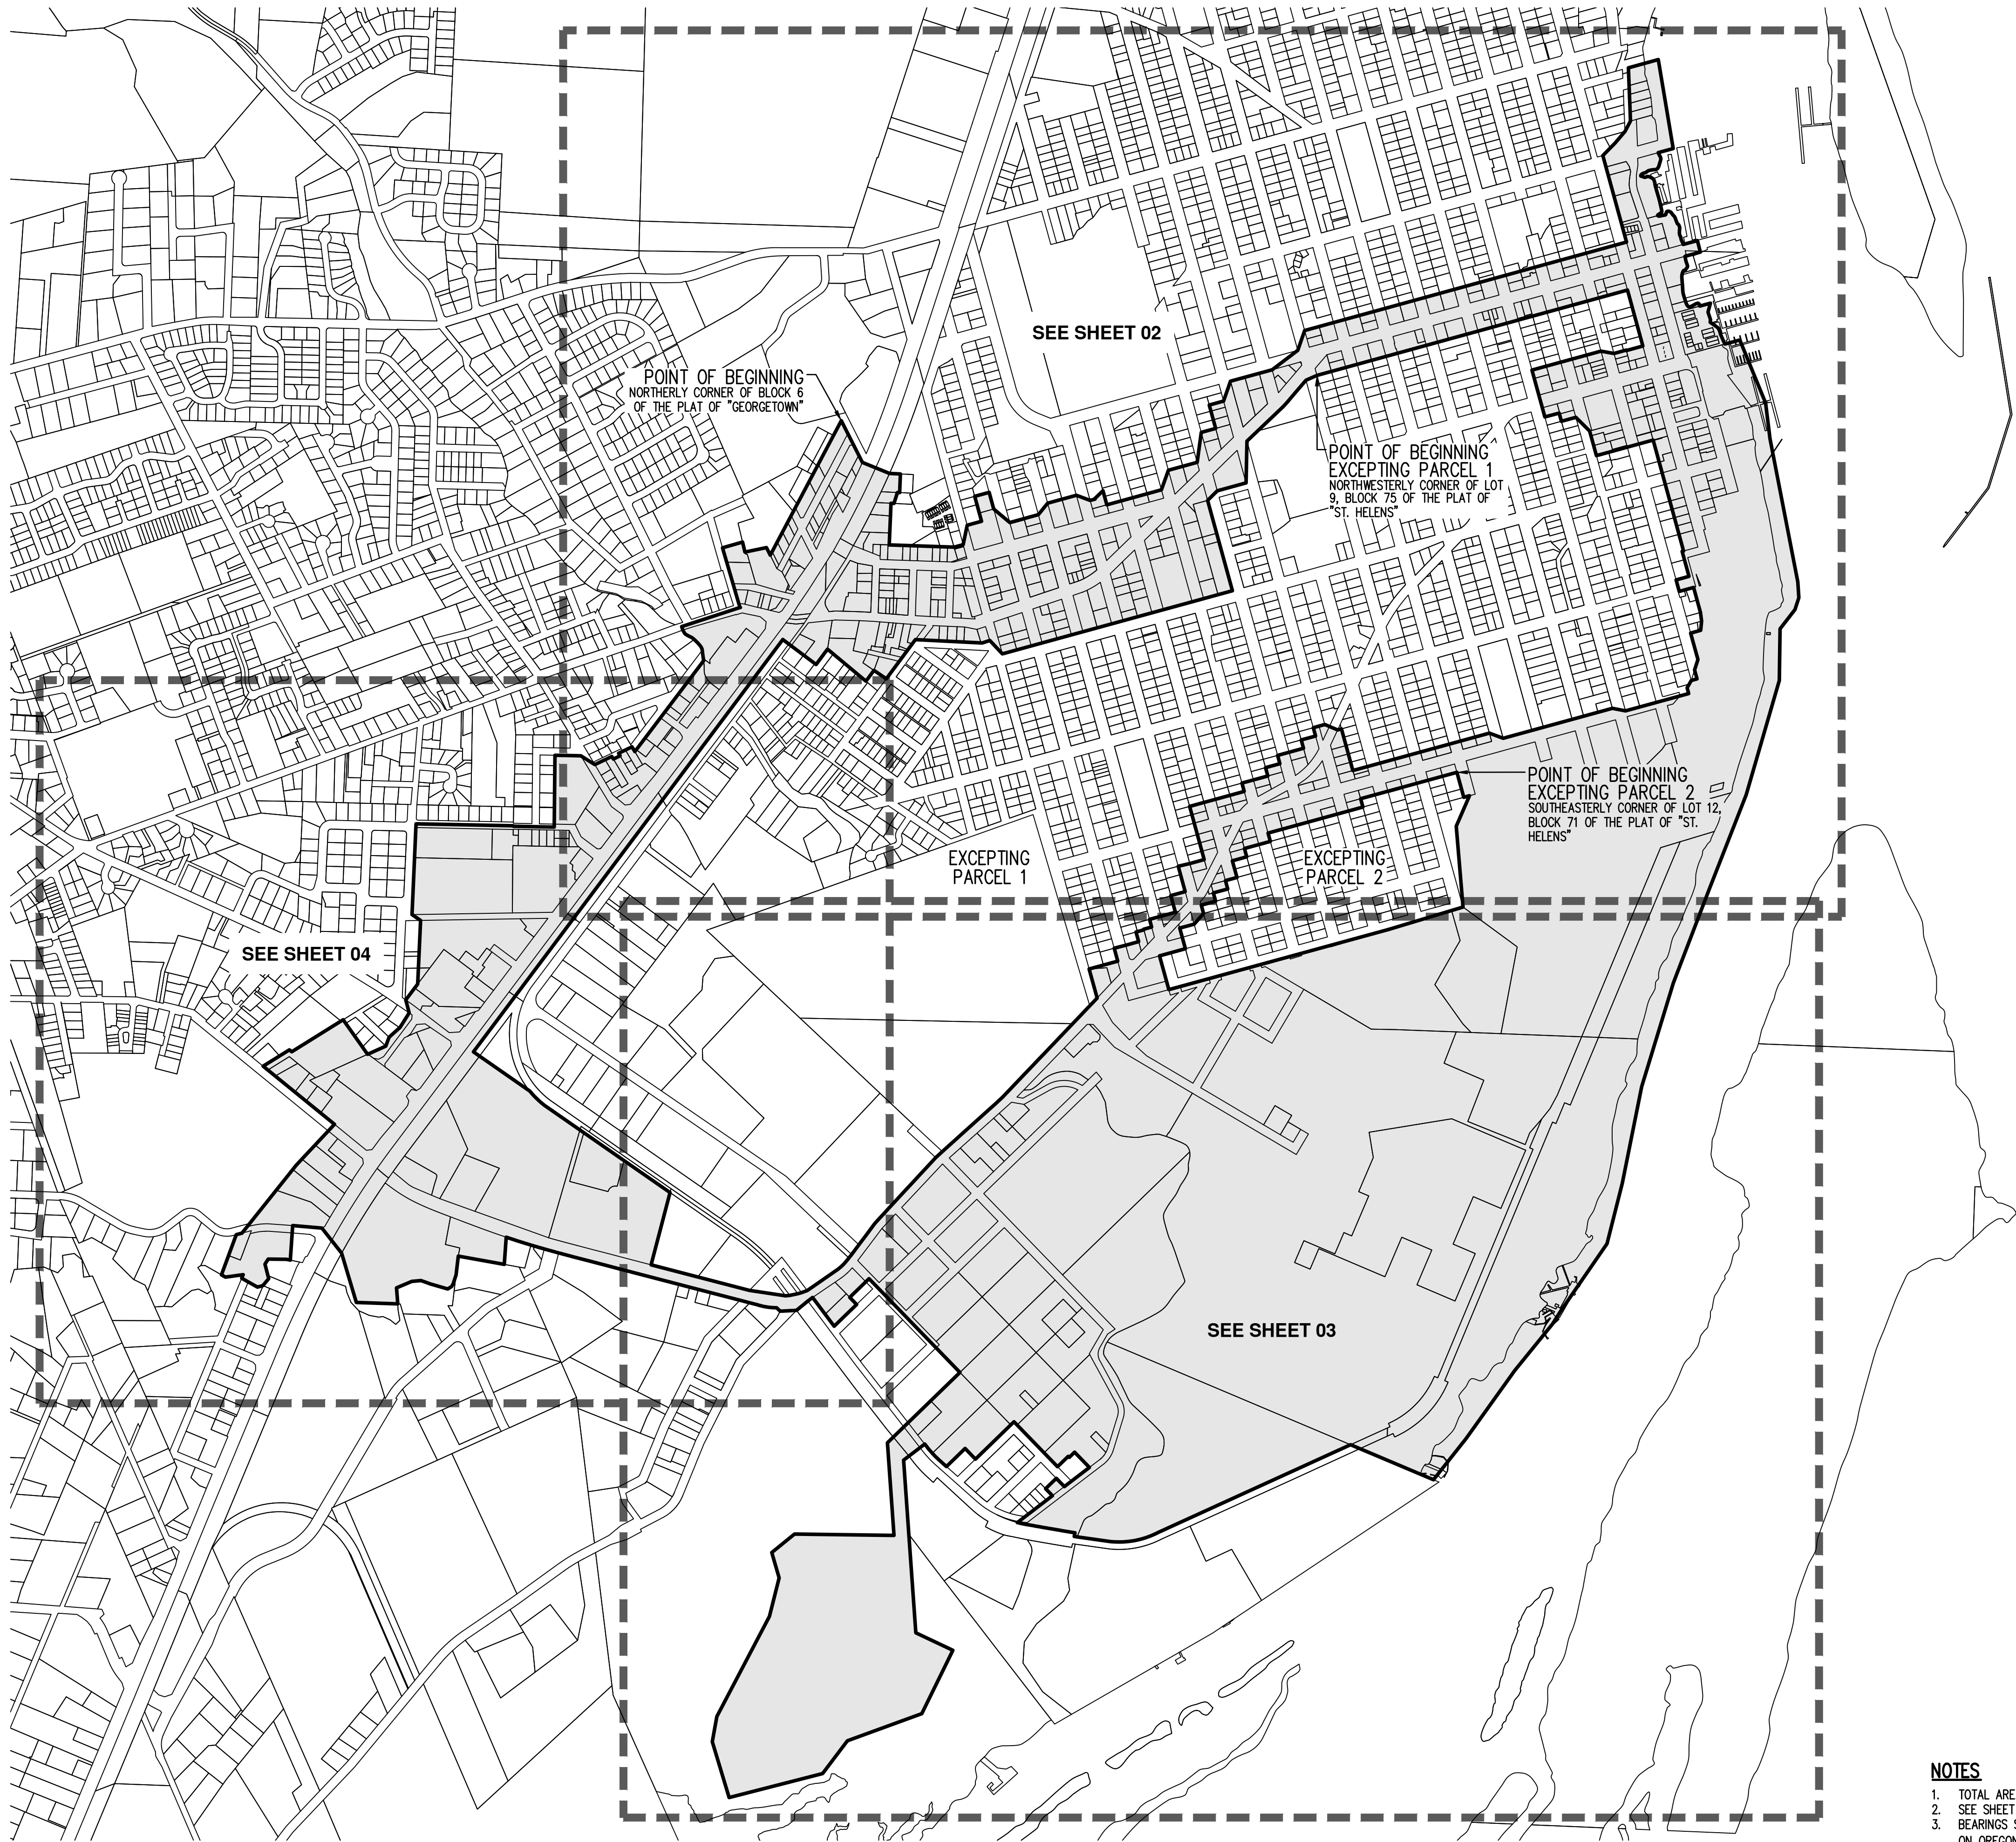 SEE SHEET 02
POINT OF BEGINNING
NORTHERLY CORNER OF BLOCK 6
OF THE PLAT OF "GEORGETOWN"
POINT OF BEGINNING
EXCEPTING PARCEL 1
NORTHWESTERLY CORNER OF LOT
9, BLOCK 75 OF THE PLAT OF
"ST. HELENS"
POINT OF BEGINNING
EXCEPTING PARCEL 2
SOUTHEASTERLY CORNER OF LOT 12,
BLOCK 71 OF THE PLAT OF "ST.
HELENS"
EXCEPTING
PARCEL 1
EXCEPTING
PARCEL 2
SEE SHEET 04
SEE SHEET 03
NOTES
1. TOTAL
2. SEE SHEET
3. BEARINGS
ON